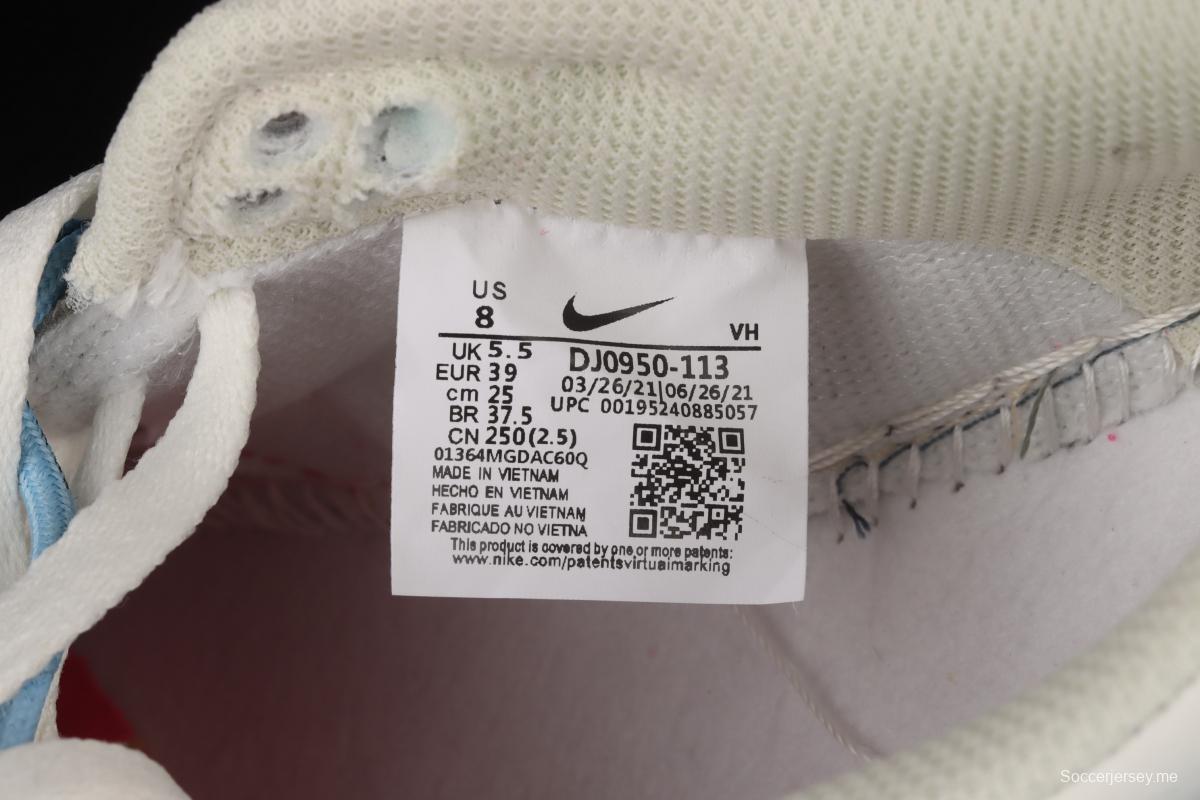 US
8
VH
UK 5.5
EUR 39
cm 25
BR 37.5
CN 250(2.5)
DJ0950-113
03/26/21|06/26/21
UPC 00195240885057
01364MGDAC60Q
MADE IN VIETNAM
HECHO EN VIETNAM
FABRIQUE AU VIETNAM
FABRICADO NO VIETNA
This product is covered by one or more patents:
www.nike.com/patentsvirtuaimarking
Soccerjersey.me